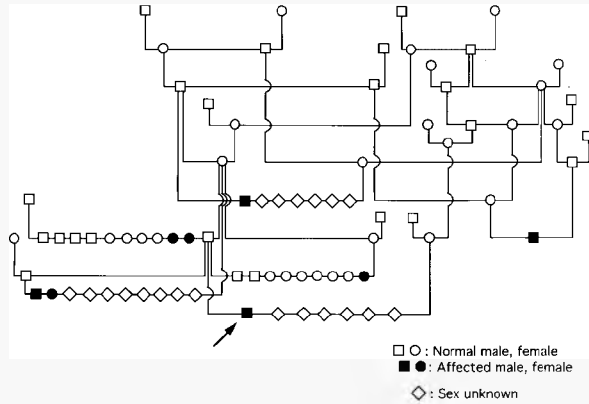 □ ○ : Normal male, female
■ ● : Affected male, female
◇ : Sex unknown